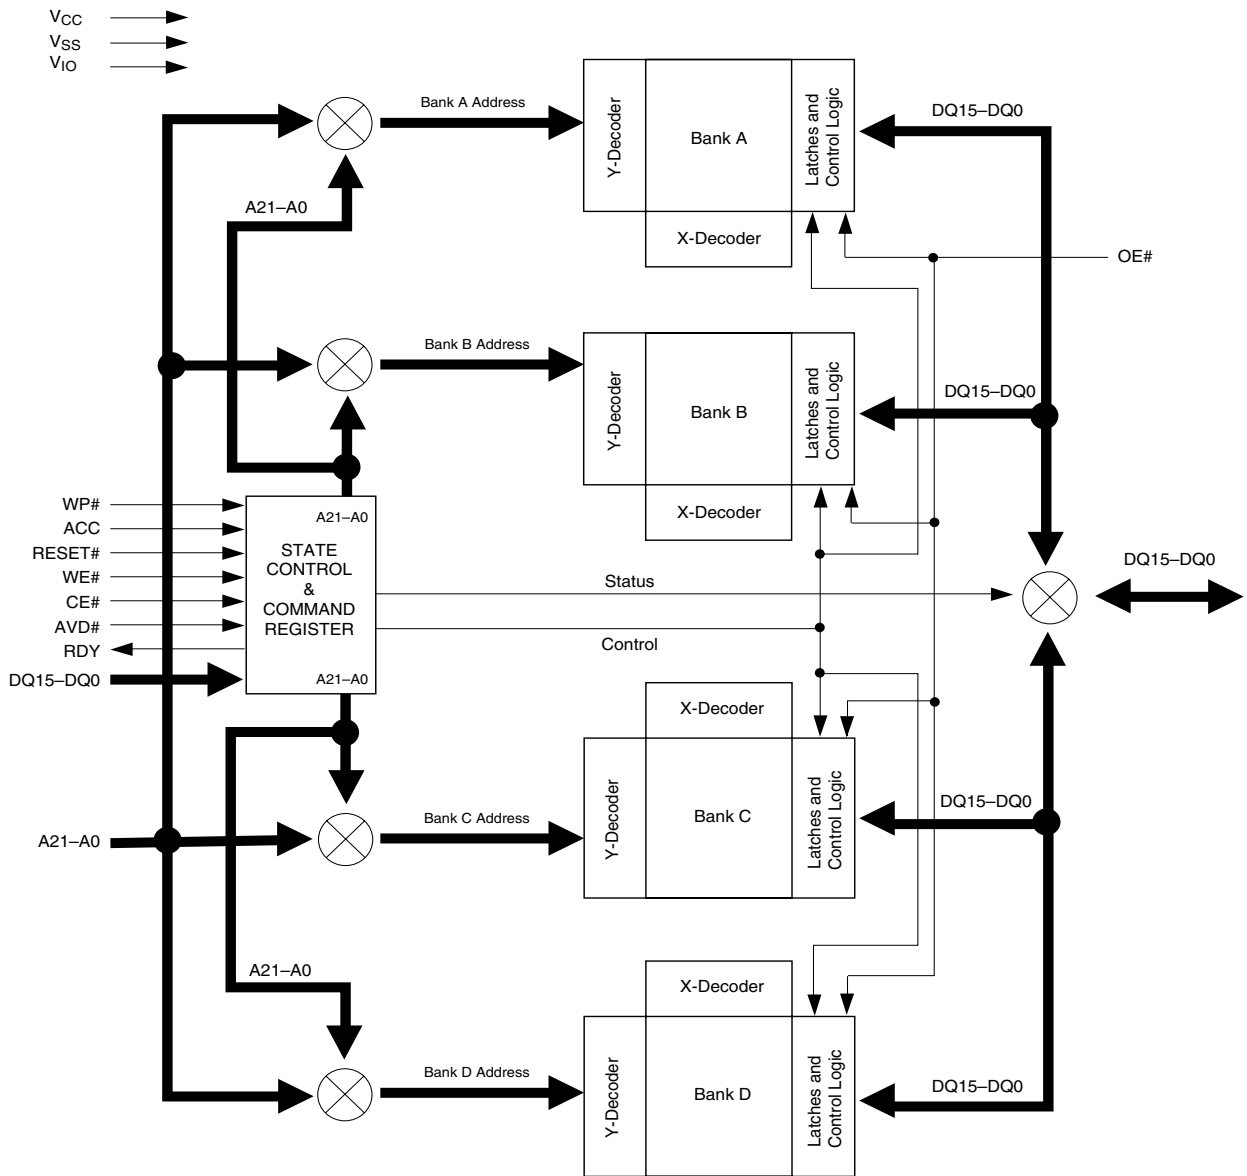 VCC
VSS
VIO
Bank A Address
Y-Decoder
Bank A
Latches and
Control Logic
DQ15–DQ0
A21–A0
X-Decoder
OE#
Bank B Address
Y-Decoder
Bank B
Latches and
Control Logic
DQ15–DQ0
X-Decoder
WP#
ACC
RESET#
WE#
CE#
AVD#
RDY
DQ15–DQ0
A21–A0
STATE
CONTROL
&
COMMAND
REGISTER
A21–A0
Status
Control
DQ15–DQ0
X-Decoder
A21–A0
Bank C Address
Y-Decoder
Bank C
Latches and
Control Logic
DQ15–DQ0
A21–A0
X-Decoder
Bank D Address
Y-Decoder
Bank D
Latches and
Control Logic
DQ15–DQ0